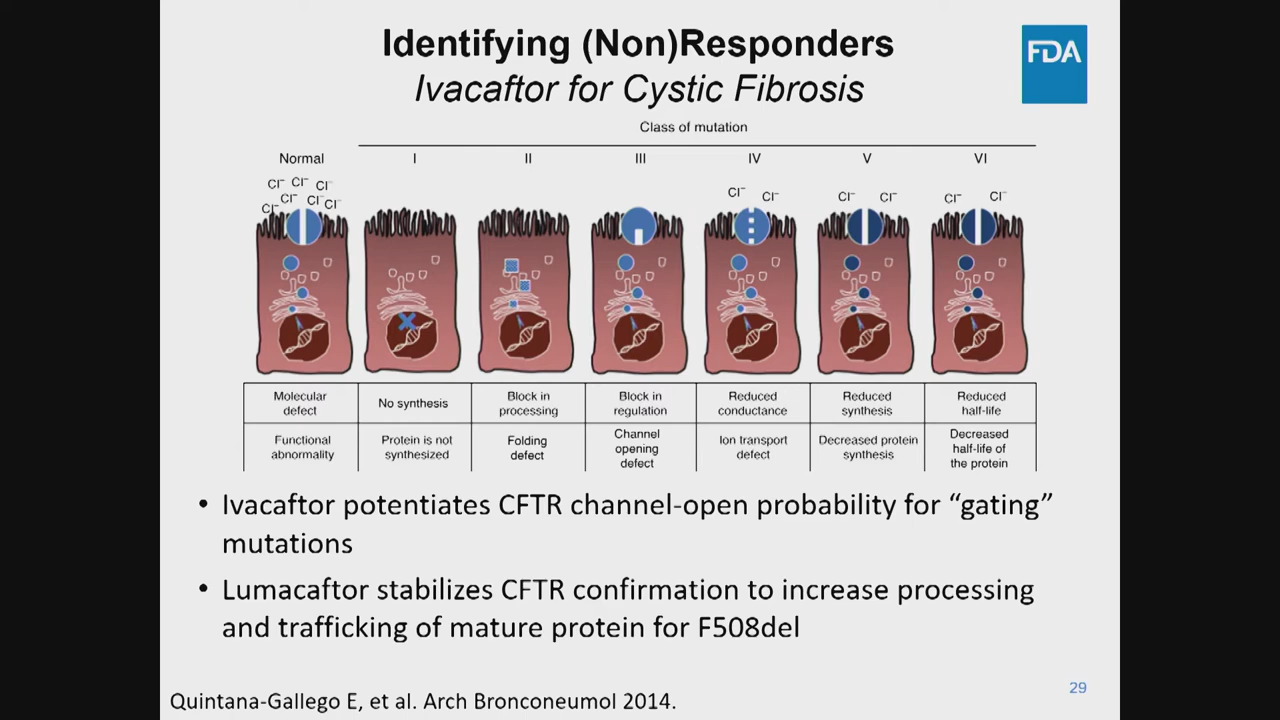 Identifying (Non)Responders
Ivacaftor for Cystic Fibrosis
FDA
Class of mutation
Normal I II III IV V VI
Cl⁻ Cl⁻ Cl⁻ Cl⁻ Cl⁻ Cl⁻ Cl⁻
Cl⁻ Cl⁻
Cl⁻ Cl⁻
Cl⁻ Cl⁻
Molecular defect
No synthesis
Block in processing
Block in regulation
Reduced conductance
Reduced synthesis
Reduced half-life
Functional abnormality
Protein is not synthesized
Folding defect
Channel opening defect
Ion transport defect
Decreased protein synthesis
Decreased half-life of the protein
• Ivacaftor potentiates CFTR channel-open probability for “gating”
mutations
• Lumacaftor stabilizes CFTR confirmation to increase processing
and trafficking of mature protein for F508del
29
Quintana-Gallego E, et al. Arch Bronconeumol 2014.